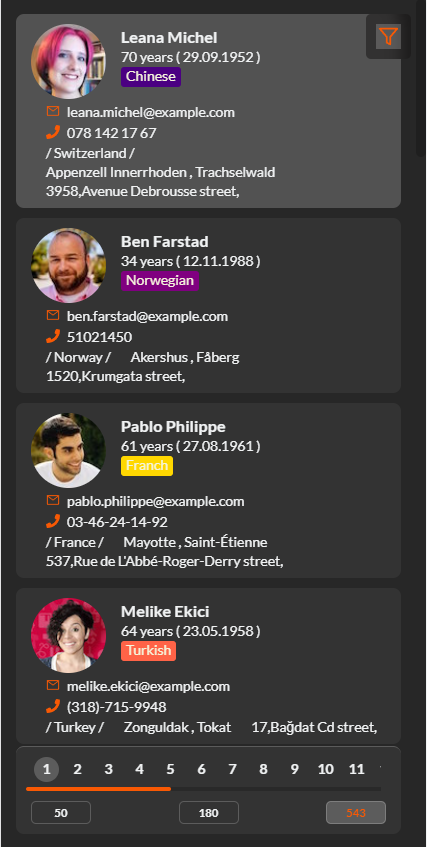 Leana Michel
70 years ( 29.09.1952 )
Chinese
leana.michel@example.com
078 142 17 67
/ Switzerland /
Appenzell Innerrhoden , Trachselwald
3958,Avenue Debrousse street,
Ben Farstad
34 years ( 12.11.1988 )
Norwegian
ben.farstad@example.com
51021450
/ Norway / Akershus , Fåberg
1520,Krumgata street,
Pablo Philippe
61 years ( 27.08.1961 )
Franch
pablo.philippe@example.com
03-46-24-14-92
/ France / Mayotte , Saint-Étienne
537,Rue de L'Abbé-Roger-Derry street,
Melike Ekici
64 years ( 23.05.1958 )
Turkish
melike.ekici@example.com
(318)-715-9948
/ Turkey / Zonguldak , Tokat 17,Bağdat Cd street,
1 2 3 4 5 6 7 8 9 10 11
50 180 543